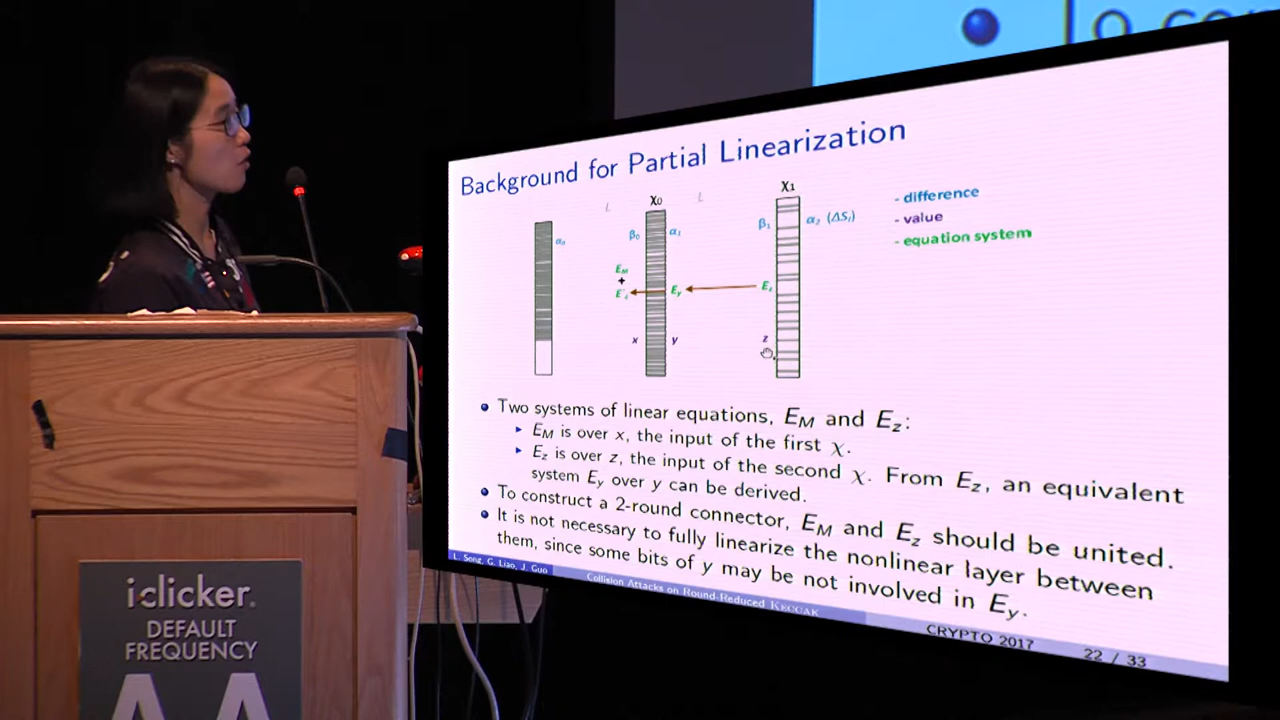 To con
Background for Partial Linearization
L
χ0
L
χ1
α0
β0
α1
β1
α2 (ΔSI)
- difference
- value
- equation system
EM
+
Ey
Ez
x
y
z
Two systems of linear equations, EM and Ez:
EM is over x, the input of the first χ.
Ez is over z, the input of the second χ. From Ez, an equivalent
system Ey over y can be derived.
To construct a 2-round connector, EM and Ez should be united.
It is not necessary to fully linearize the nonlinear layer between
them, since some bits of y may be not involved in Ey.
L. Song, G. Liao, J. Guo
Collision Attacks on Round-Reduced KECCAK
CRYPTO 2017
22 / 33
iclicker.
DEFAULT
FREQUENCY
AA